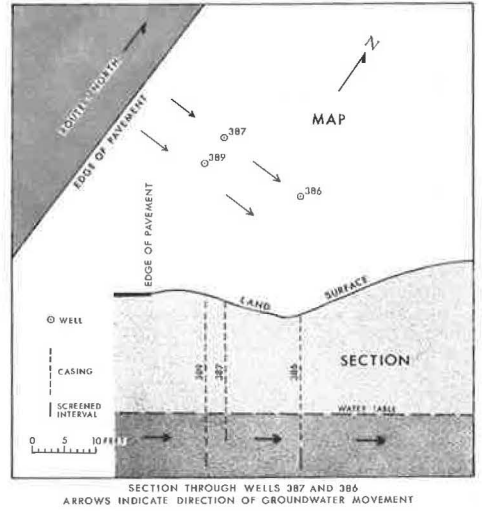 N
ROUTE 1 NORTH
387
MAP
EDGE OF PAVEMENT
389
386
EDGE OF PAVEMENT
LAND SURFACE
WELL
389
387
386
SECTION
CASING
SCREENED
INTERVAL
WATER TABLE
0 5 10 FEET
SECTION THROUGH WELLS 387 AND 386
ARROWS INDICATE DIRECTION OF GROUNDWATER MOVEMENT